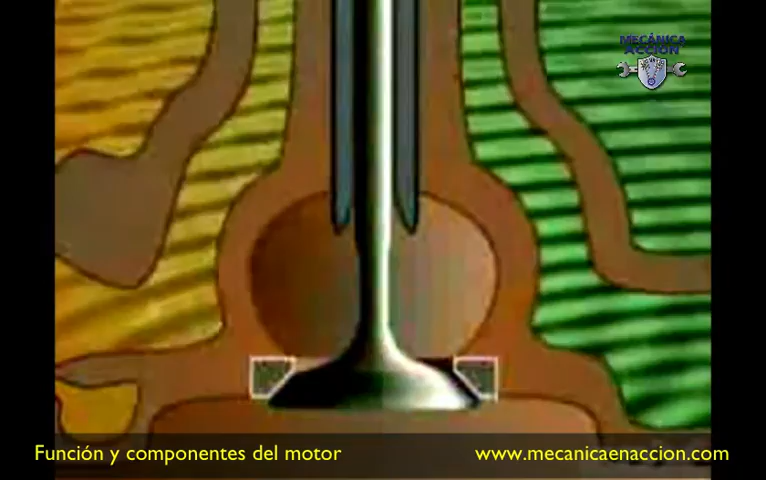 MECÁNICA
ACCIÓN
Función y componentes del motor
www.mecanicaenaccion.com